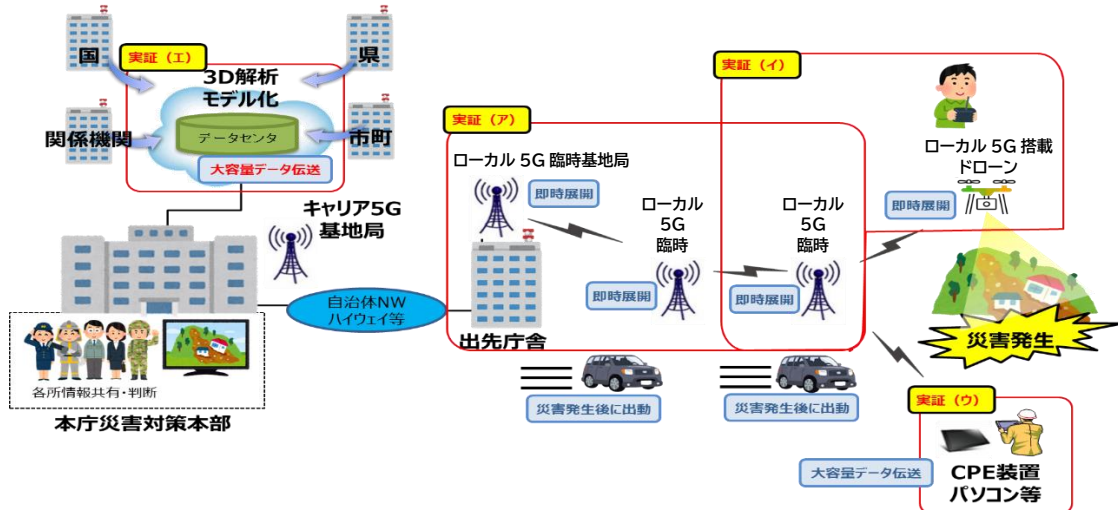 国
実証（エ）
県
3D解析
モデル化
関係機関
データセンタ
市町
大容量データ伝送
キャリア5G
基地局
自治体NW
ハイウェイ等
各所情報共有・判断
本庁災害対策本部
実証（ア）
ローカル 5G 臨時基地局
即時展開
出先庁舎
ローカル
5G
臨時
即時展開
災害発生後に出動
実証（イ）
ローカル
5G
臨時
即時展開
災害発生後に出動
ローカル 5G 搭載
ドローン
即時展開
災害発生
実証（ウ）
大容量データ伝送
CPE装置
パソコン等